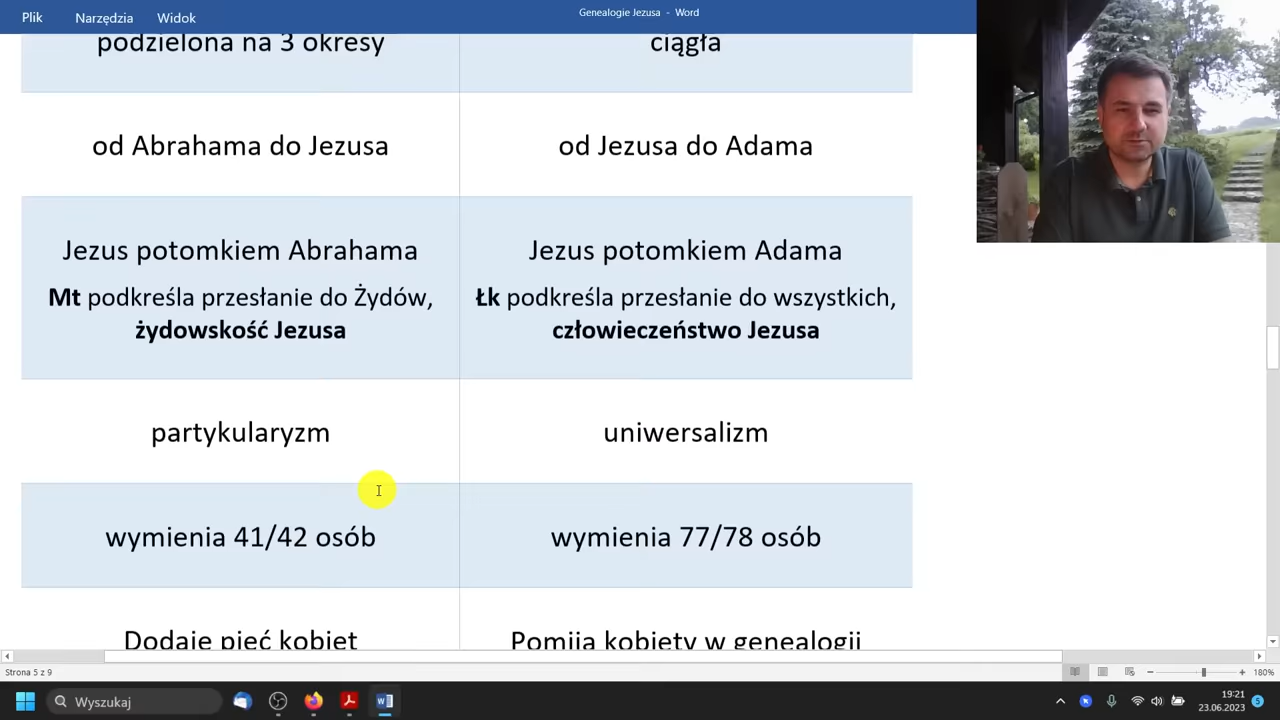 Plik Narzędzia Widok
Genealogie Jezusa - Word
podzielona na 3 okresy
ciągła
od Abrahama do Jezusa
od Jezusa do Adama
Jezus potomkiem Abrahama
Mt podkreśla przesłanie do Żydów,
żydowskość Jezusa
Jezus potomkiem Adama
Łk podkreśla przesłanie do wszystkich,
człowieczeństwo Jezusa
partykularyzm
uniwersalizm
wymienia 41/42 osób
wymienia 77/78 osób
Dodaje pięć kobiet
Pomija kobiety w genealogii
Strona 5 z 9
180%
Wyszukaj
19:21
23.06.2023
5